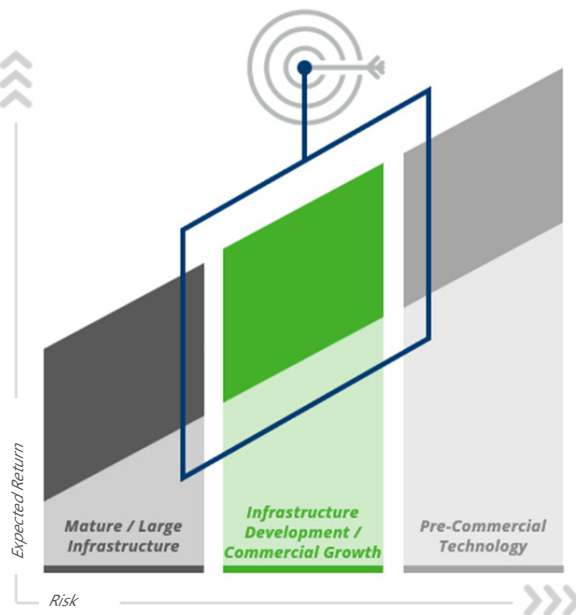 Expected Return
Mature / Large
Infrastructure
Infrastructure
Development /
Commercial Growth
Pre-Commercial
Technology
Risk